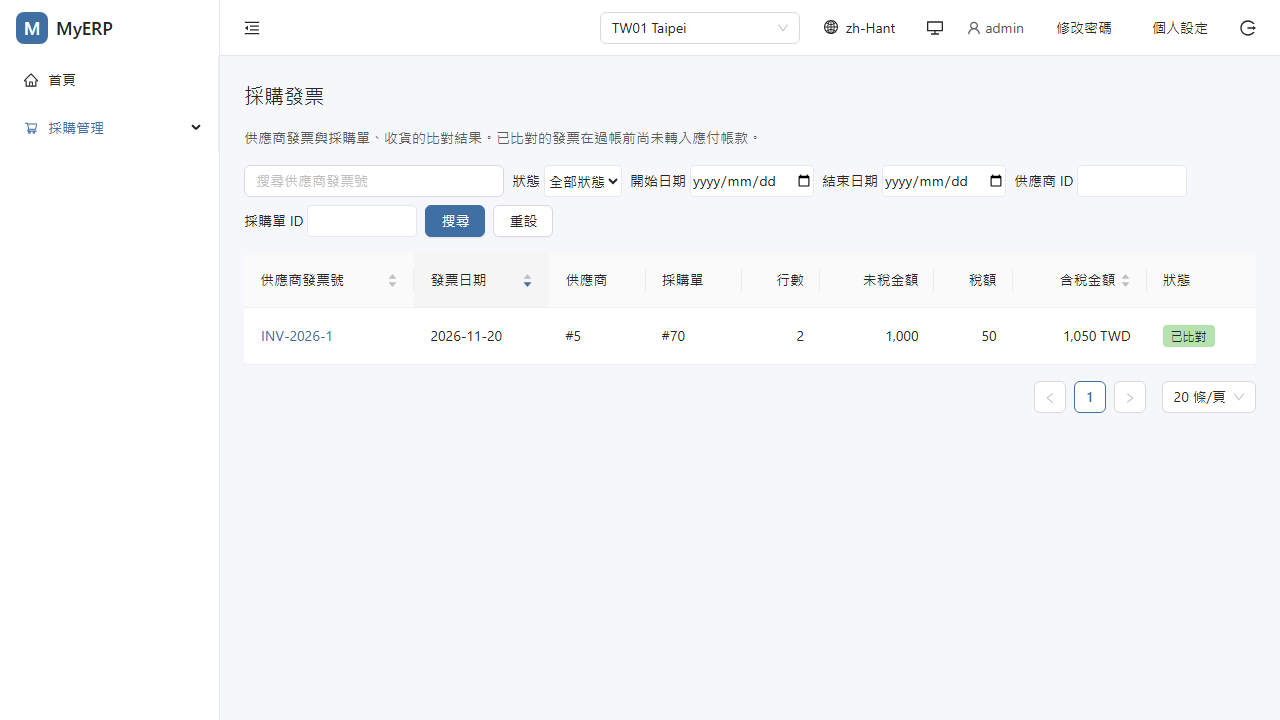 M MyERP
TW01 Taipei
zh-Hant
admin
修改密碼
個人設定
首頁
採購管理
採購發票
供應商發票與採購單、收貨的比對結果。已比對的發票在過帳前尚未轉入應付帳款。
搜尋供應商發票號 狀態 全部狀態 開始日期 yyyy/mm/dd 結束日期 yyyy/mm/dd 供應商 ID
採購單 ID 搜尋 重設
供應商發票號 發票日期 供應商 採購單 行數 未稅金額 稅額 含稅金額 狀態
INV-2026-1 2026-11-20 #5 #70 2 1,000 50 1,050 TWD 已比對
1 20 條/頁